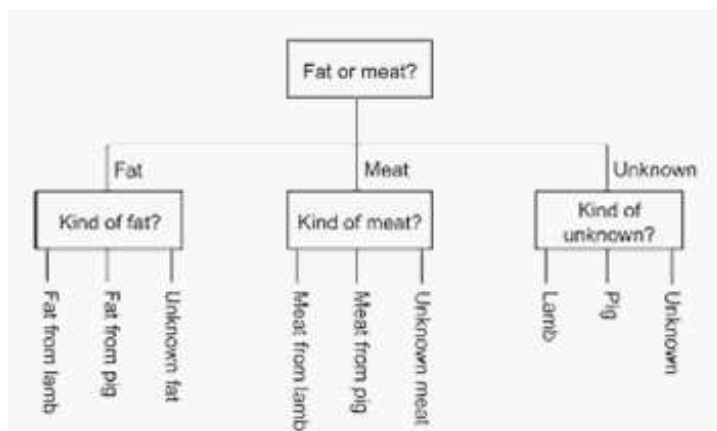 Fat or meat?
Fat
Meat
Unknown
Kind of fat?
Kind of meat?
Kind of
unknown?
Fat from lamb
Fat from pig
Unknown fat
Meat from lamb
Meat from pig
Unknown meat
Lamb
Pig
Unknown